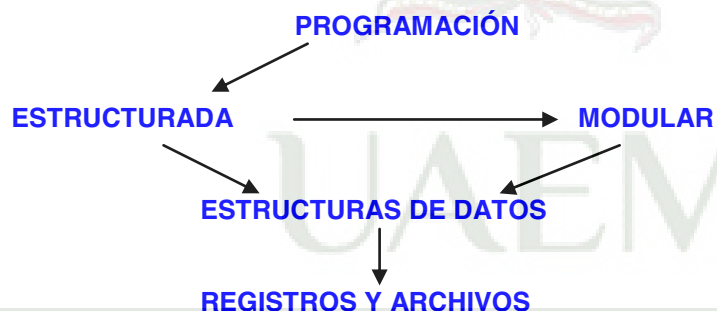 PROGRAMACIÓN
ESTRUCTURADA MODULAR
ESTRUCTURAS DE DATOS
UAEM
REGISTROS Y ARCHIVOS